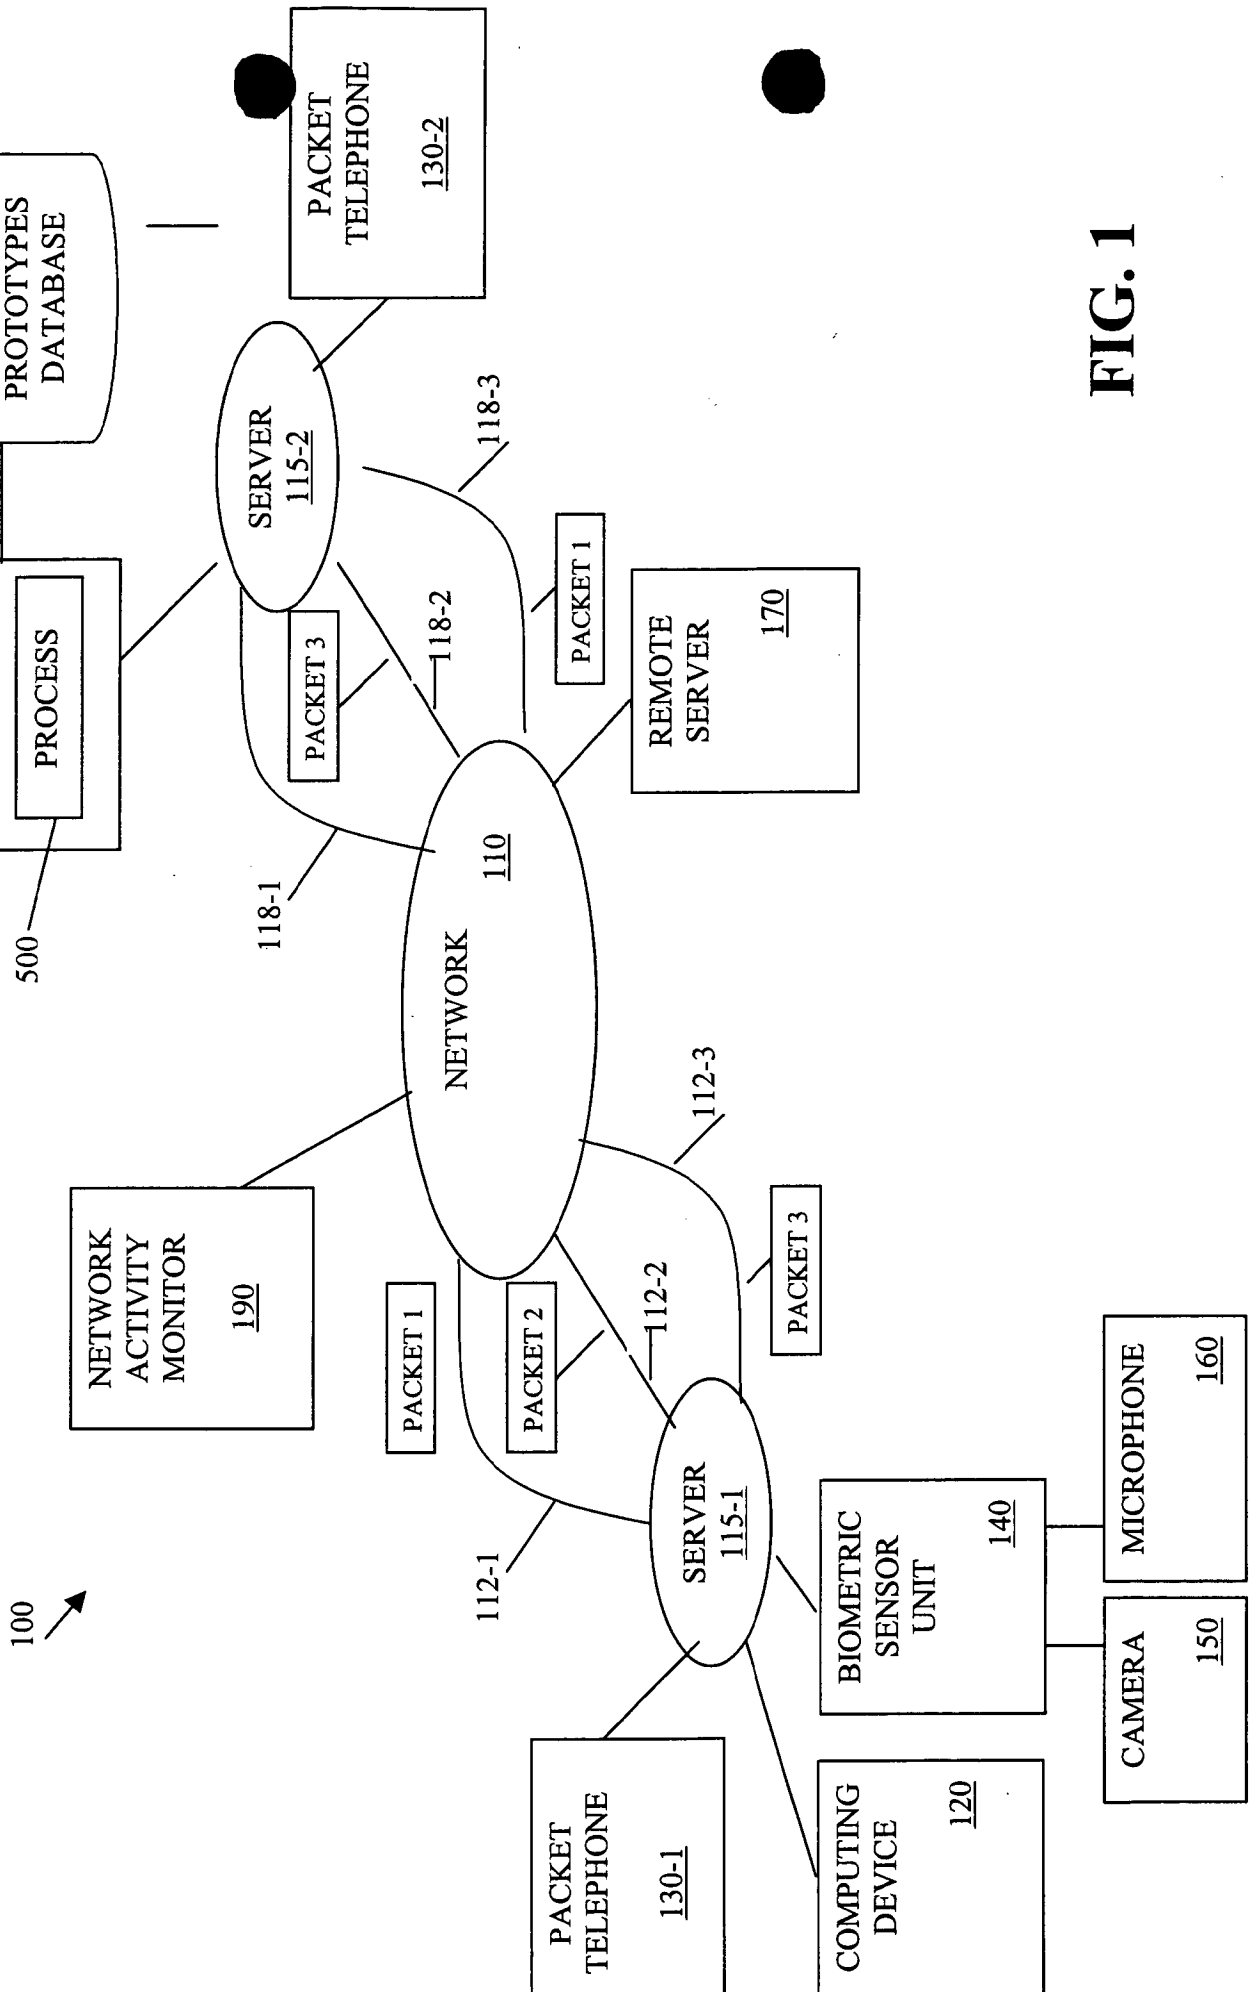 100
500
PROCESS
PROTOTYPES
DATABASE
NETWORK
ACTIVITY
MONITOR
190
118-1
PACKET 3
118-2
SERVER
115-2
118-3
PACKET 1
PACKET
TELEPHONE
130-2
NETWORK
110
REMOTE
SERVER
170
PACKET 1
PACKET 2
112-1
112-2
112-3
PACKET 3
SERVER
115-1
PACKET
TELEPHONE
130-1
COMPUTING
DEVICE
120
BIOMETRIC
SENSOR
UNIT
140
CAMERA
150
MICROPHONE
160
FIG. 1